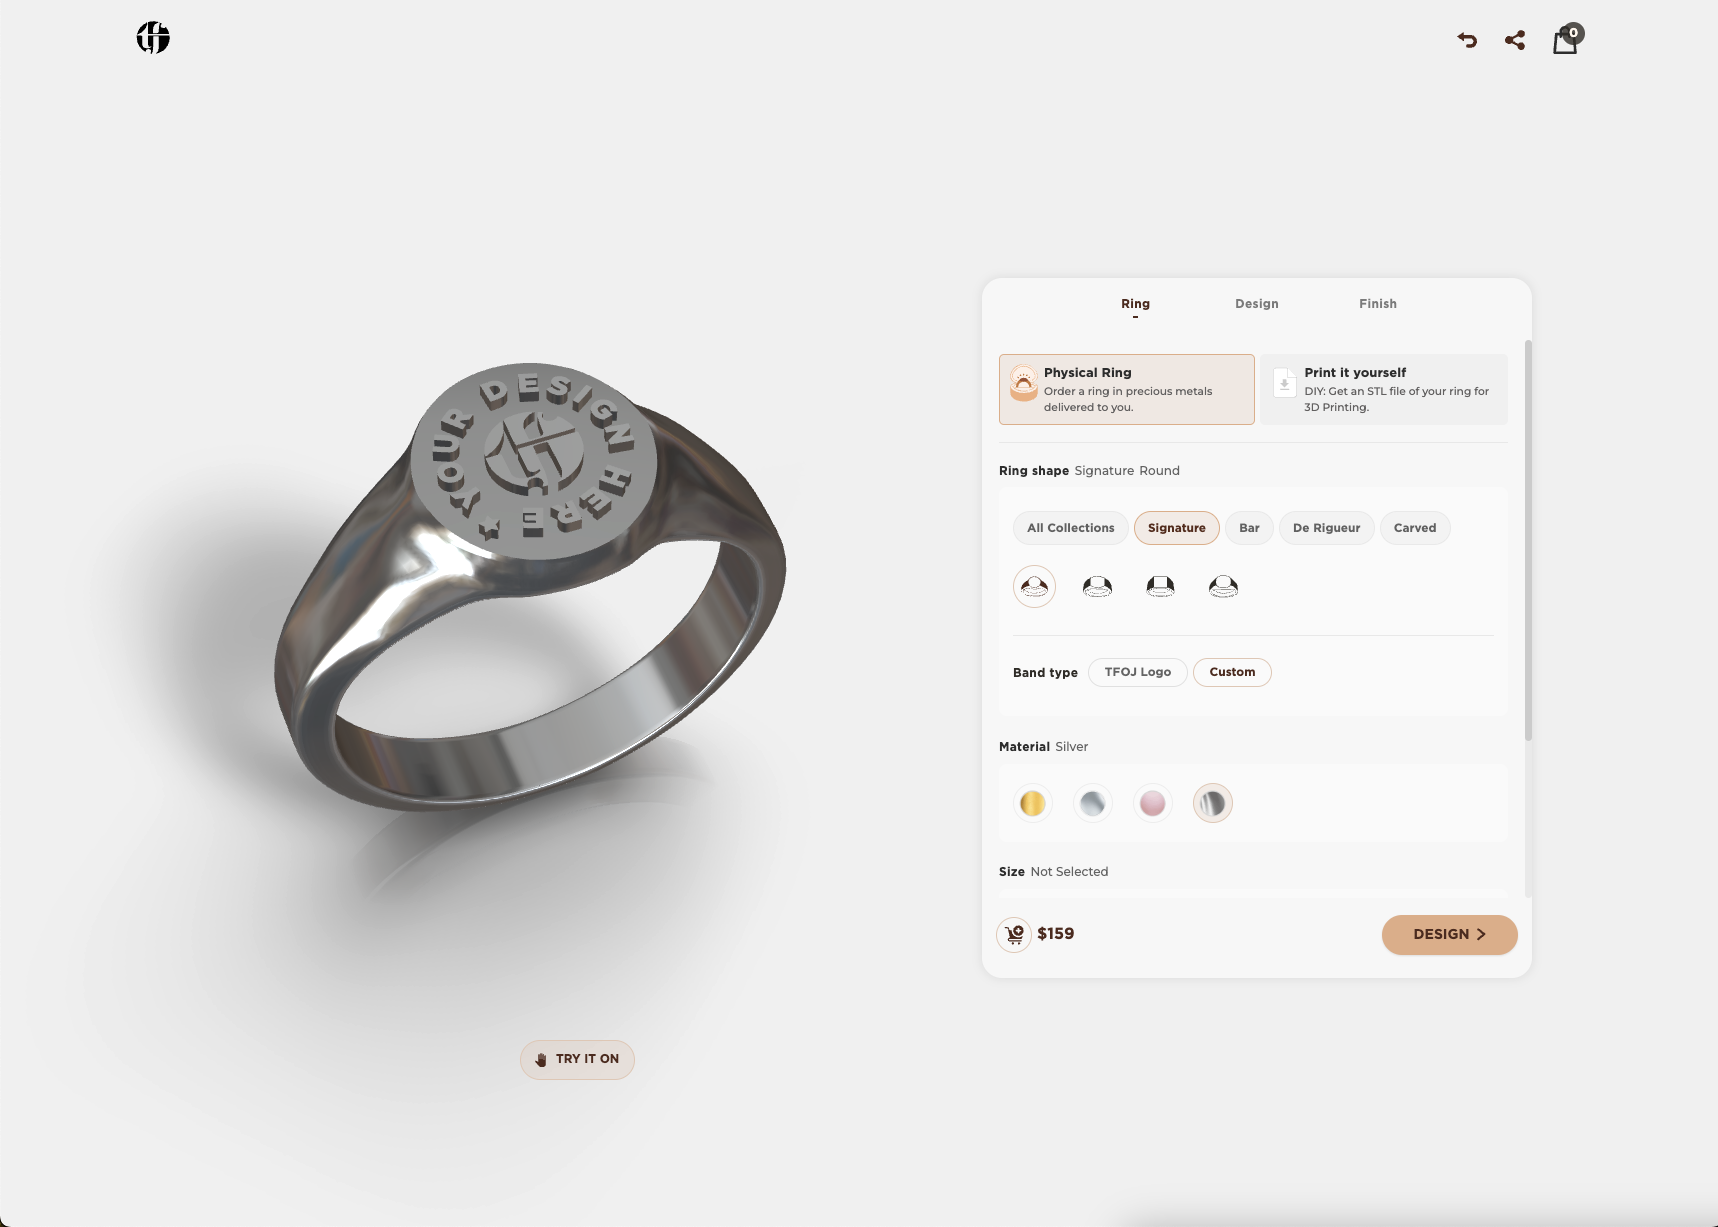 0
YOUR DESIGN HERE
Ring
Design
Finish
Physical Ring
Order a ring in precious metals
delivered to you.
Print it yourself
DIY: Get an STL file of your ring for
3D Printing.
Ring shape Signature Round
All Collections
Signature
Bar
De Rigueur
Carved
Band type
TFOJ Logo
Custom
Material Silver
Size Not Selected
$159
DESIGN
TRY IT ON